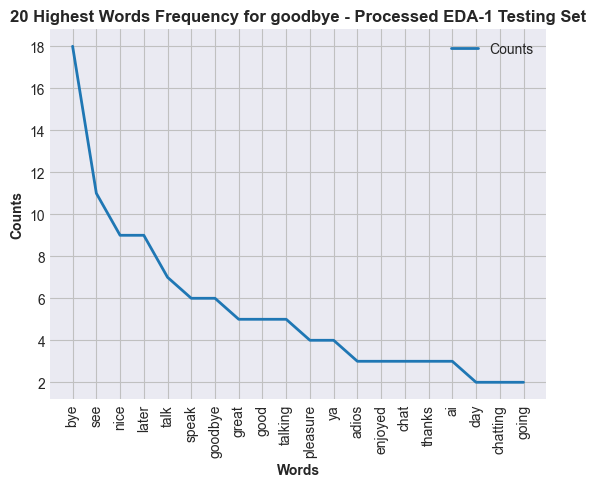 20 Highest Words Frequency for goodbye - Processed EDA-1 Testing Set
Counts
18
16
14
12
10
8
6
4
2
Counts
bye
see
nice
later
talk
speak
goodbye
great
good
talking
pleasure
ya
adios
enjoyed
chat
thanks
ai
day
chatting
going
Words